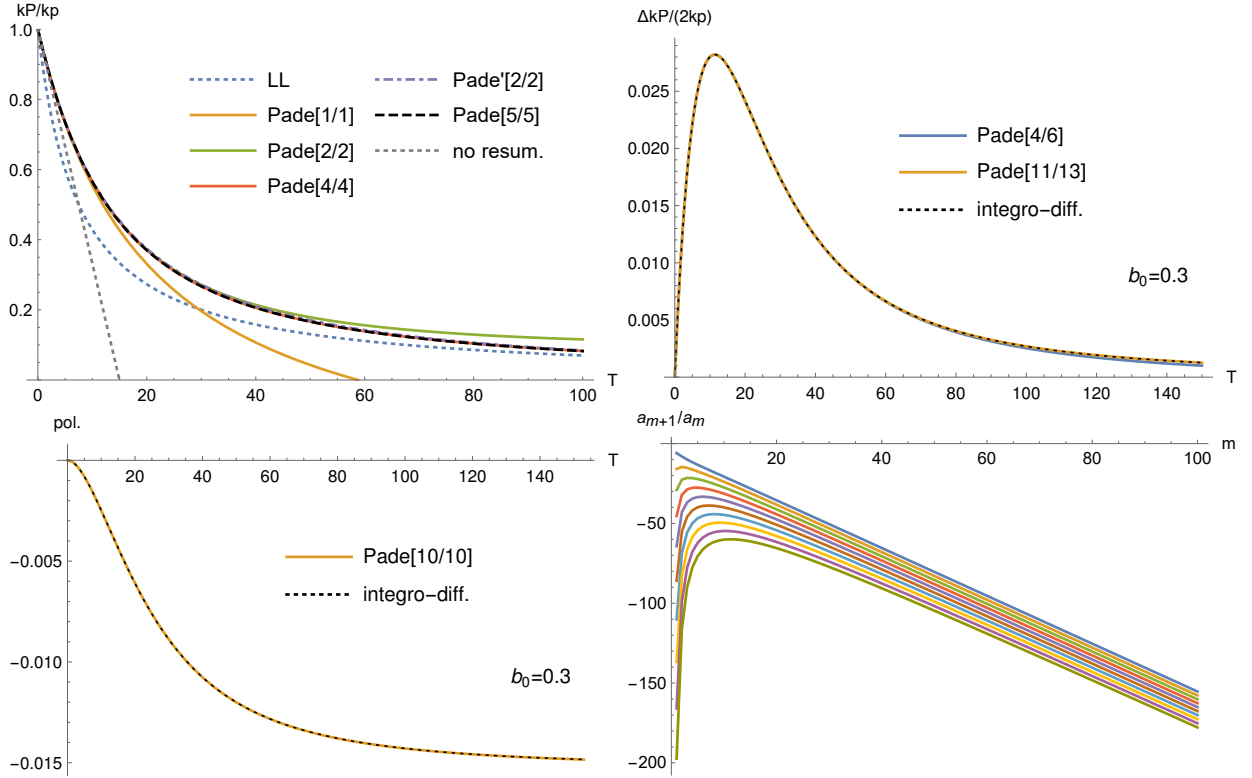 kP/kp
1.0
0.8
0.6
0.4
0.2
0
20
40
60
80
100
T
LL
Pade[1/1]
Pade[2/2]
Pade[4/4]
Pade'[2/2]
Pade[5/5]
no resum.
ΔkP/(2kp)
0.025
0.020
0.015
0.010
0.005
0
20
40
60
80
100
120
140
T
Pade[4/6]
Pade[11/13]
integro-diff.
b0=0.3
pol.
20
40
60
80
100
120
140
T
-0.005
-0.010
-0.015
Pade[10/10]
integro-diff.
b0=0.3
am+1/am
m
20
40
60
80
100
-50
-100
-150
-200